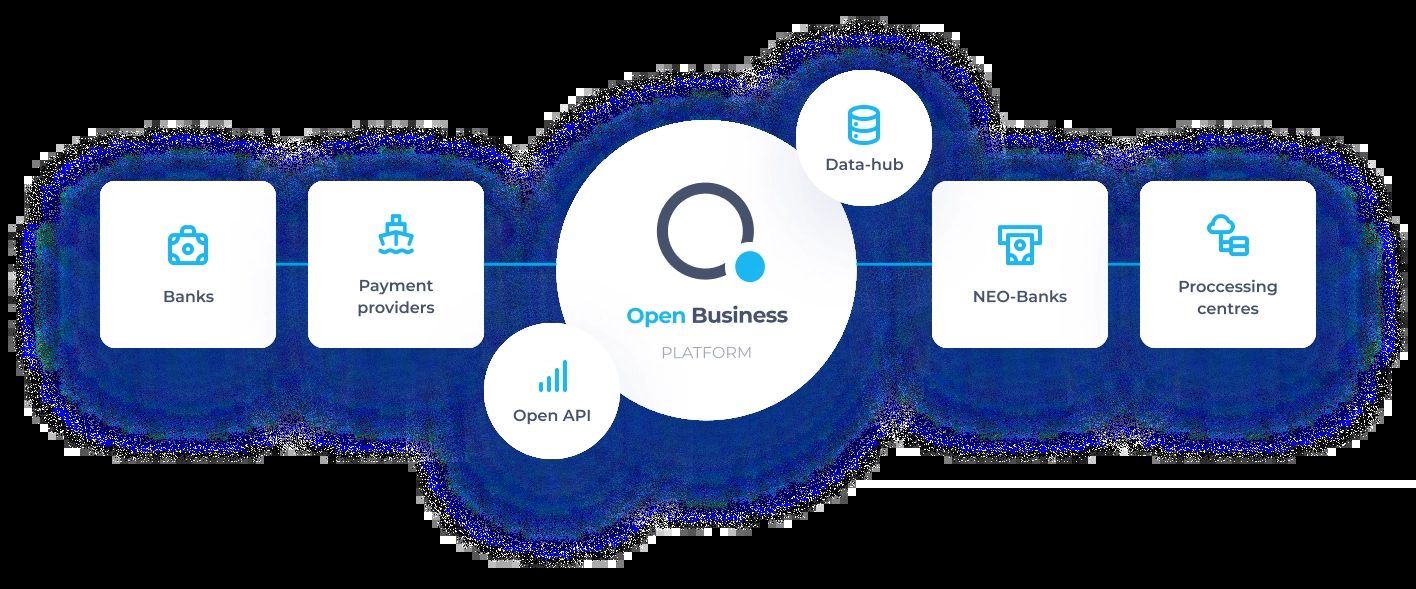 Data-hub
Banks
Payment
providers
Open Business
PLATFORM
NEO-Banks
Proccessing
centres
Open API